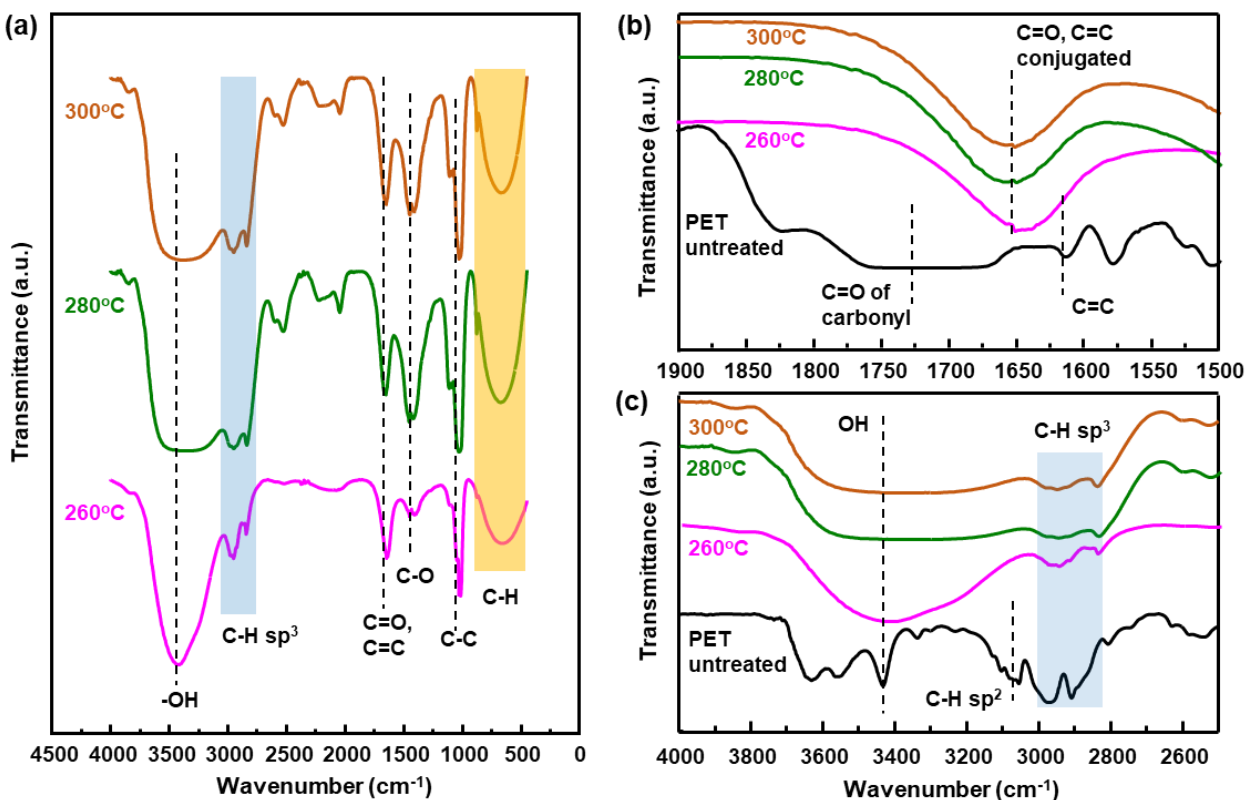 (a)
300°C
280°C
260°C
C-H sp³
-OH
C=O,
C=C
C-O
C-C
C-H
Transmittance (a.u.)
4500 4000 3500 3000 2500 2000 1500 1000 500 0
Wavenumber (cm⁻¹)
(b)
300°C
280°C
260°C
C=O, C=C
conjugated
PET
untreated
C=O of
carbonyl
C=C
Transmittance (a.u.)
1900 1850 1800 1750 1700 1650 1600 1550 1500
Wavenumber (cm⁻¹)
(c)
300°C
280°C
260°C
OH
C-H sp³
PET
untreated
C-H sp²
Transmittance (a.u.)
4000 3800 3600 3400 3200 3000 2800 2600
Wavenumber (cm⁻¹)